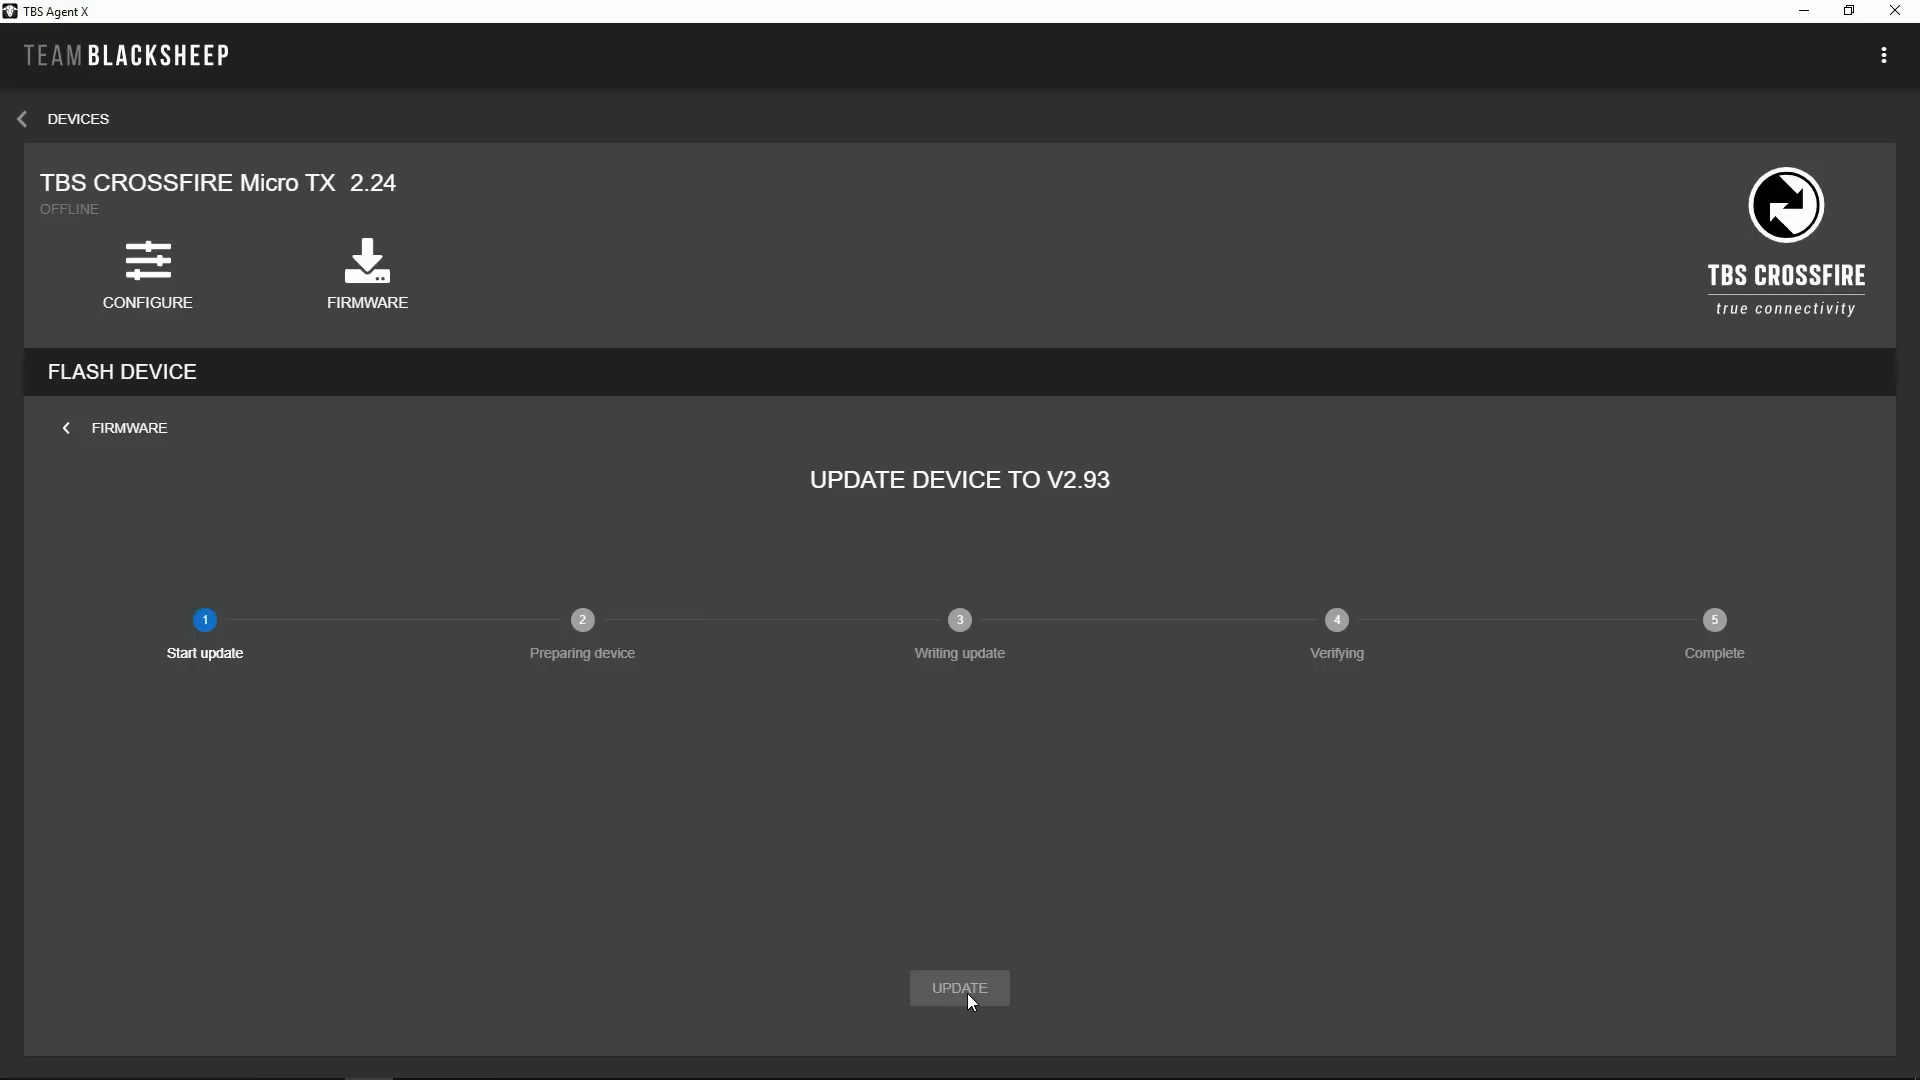 TBS Agent X
TEAM BLACKSHEEP
DEVICES
TBS CROSSFIRE Micro TX 2.24
OFFLINE
CONFIGURE
FIRMWARE
TBS CROSSFIRE
true connectivity
FLASH DEVICE
FIRMWARE
UPDATE DEVICE TO V2.93
1
2
3
4
5
Start update
Preparing device
Writing update
Verifying
Complete
UPDATE